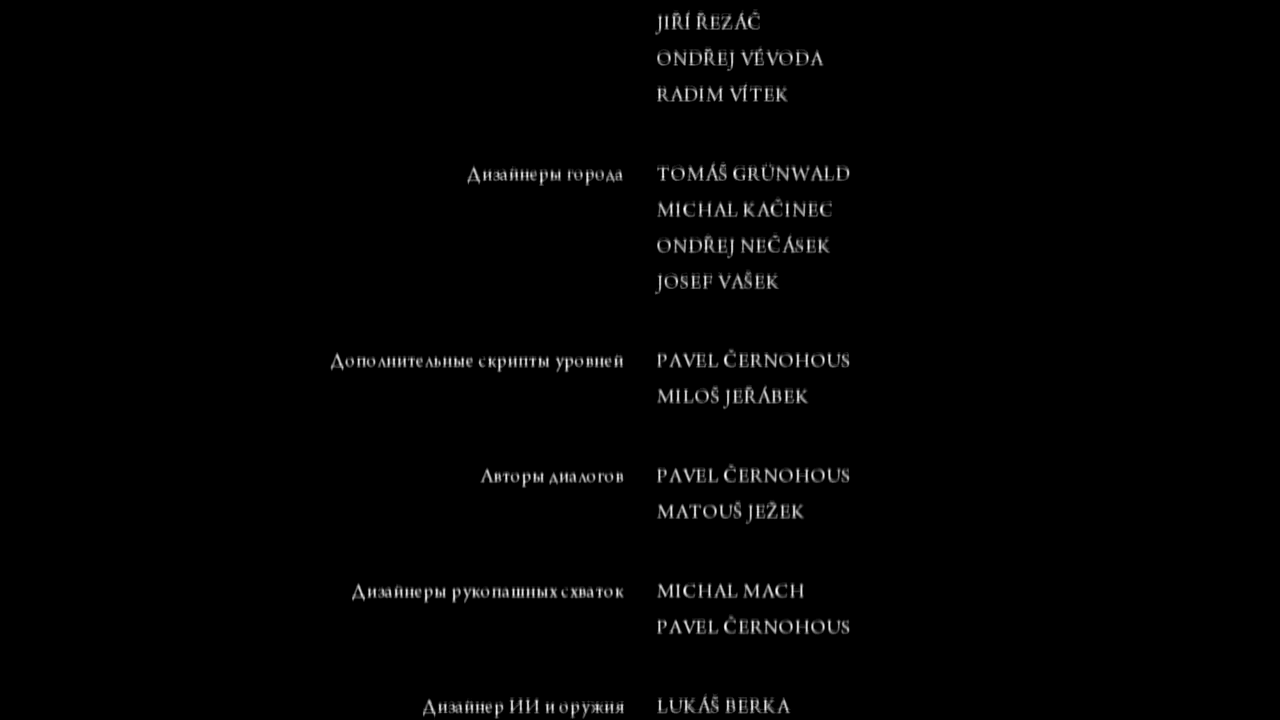 JIŘÍ ŘEZÁČ
ONDŘEJ VÉVODA
RADIM VÍTEK
Дизайнеры города TOMÁŠ GRÜNWALD
MICHAL KAČINEC
ONDŘEJ NEČÁSEK
JOSEF VAŠEK
Дополнительные скрипты уровней PAVEL ČERNOHOUS
MILOŠ JEŘÁBEK
Авторы диалогов PAVEL ČERNOHOUS
MATOUŠ JEŽEK
Дизайнеры рукопашных схваток MICHAL MACH
PAVEL ČERNOHOUS
Дизайнер ИИ и оружия LUKÁŠ BERKA